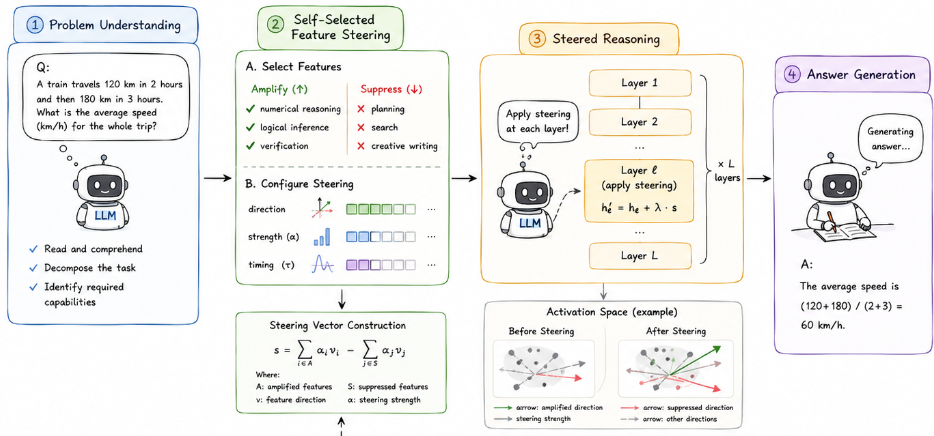 1 Problem Understanding
Q:
A train travels 120 km in 2 hours
and then 180 km in 3 hours.
What is the average speed
(km/h) for the whole trip?
LLM
✓ Read and comprehend
✓ Decompose the task
✓ Identify required
capabilities
2 Self-Selected
Feature Steering
A. Select Features
Amplify (↑)
✓ numerical reasoning
✓ logical inference
✓ verification
Suppress (↓)
✗ planning
✗ search
✗ creative writing
B. Configure Steering
direction ...
strength (α) ...
timing (τ) ...
Steering Vector Construction
s = ∑ i∈A αᵢνᵢ − ∑ j∈S αⱼνⱼ
Where:
A: amplified features S: suppressed features
ν: feature direction α: steering strength
3 Steered Reasoning
Apply steering
at each layer!
LLM
Layer 1
Layer 2
...
Layer ℓ
(apply steering)
h′ₑ = hₑ + λ · s
...
Layer L
× L
layers
Activation Space (example)
Before Steering
After Steering
arrow: amplified direction
steering strength
arrow: suppressed direction
arrow: other directions
4 Answer Generation
Generating
answer...
A:
The average speed is
(120+180) / (2+3) =
60 km/h.